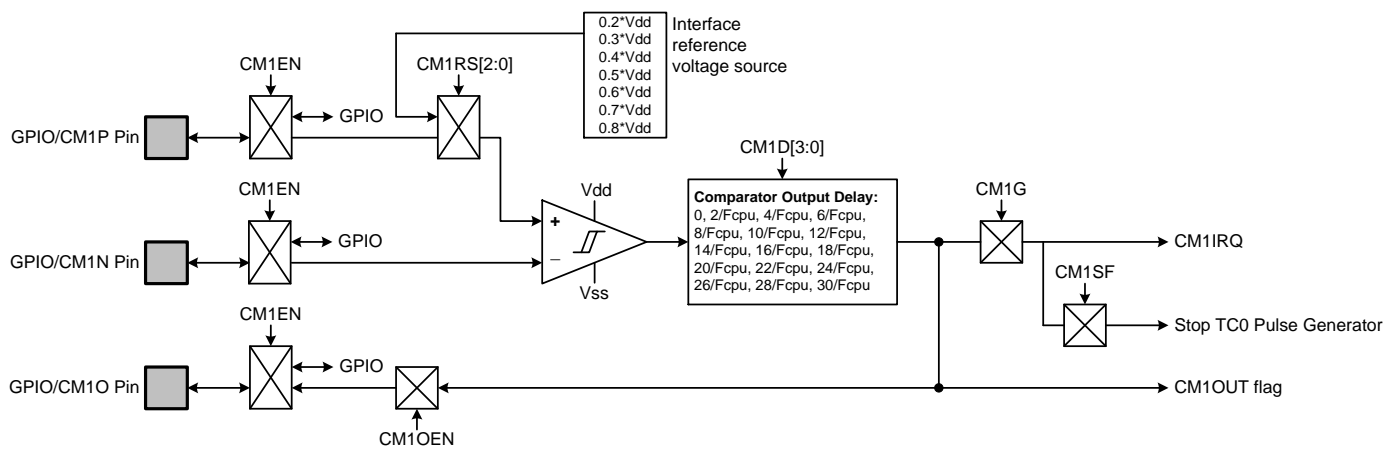 0.2*Vdd
0.3*Vdd
0.4*Vdd
0.5*Vdd
0.6*Vdd
0.7*Vdd
0.8*Vdd
Interface
reference
voltage source
CM1EN
CM1RS[2:0]
GPIO
GPIO/CM1P Pin
CM1D[3:0]
CM1EN
Vdd
Comparator Output Delay:
0, 2/Fcpu, 4/Fcpu, 6/Fcpu,
8/Fcpu, 10/Fcpu, 12/Fcpu,
14/Fcpu, 16/Fcpu, 18/Fcpu,
20/Fcpu, 22/Fcpu, 24/Fcpu,
26/Fcpu, 28/Fcpu, 30/Fcpu
CM1G
+
GPIO
CM1IRQ
GPIO/CM1N Pin
−
Vss
CM1SF
CM1EN
Stop TC0 Pulse Generator
GPIO
GPIO/CM1O Pin
CM1OUT flag
CM1OEN